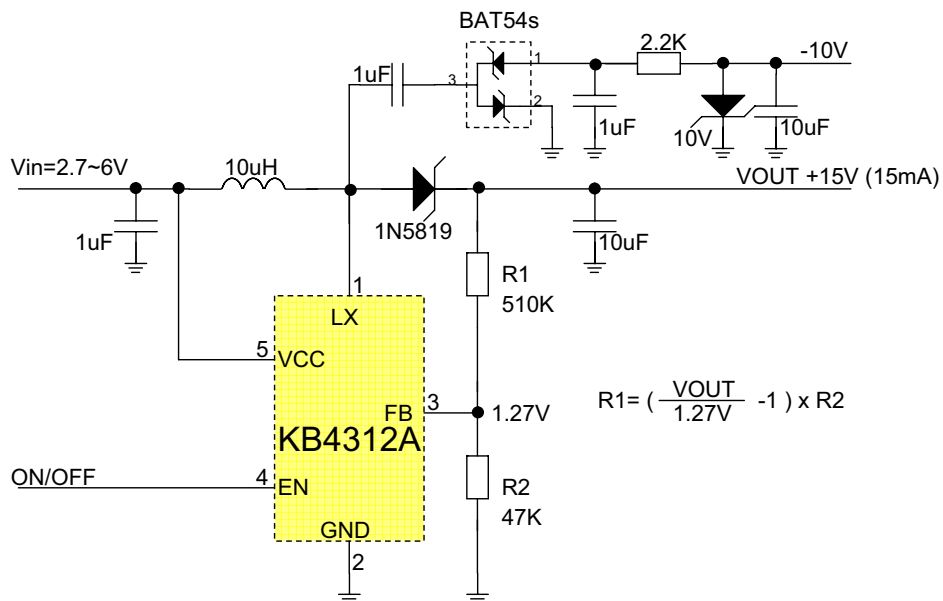 BAT54s
2.2K
-10V
1uF
3
1
2
1uF
10V
10uF
Vin=2.7~6V
10uH
VOUT +15V (15mA)
1uF
1N5819
10uF
1
LX
R1
510K
5
VCC
FB
3
1.27V
R1= ( VOUT / 1.27V -1 ) x R2
KB4312A
ON/OFF
4
EN
R2
47K
GND
2